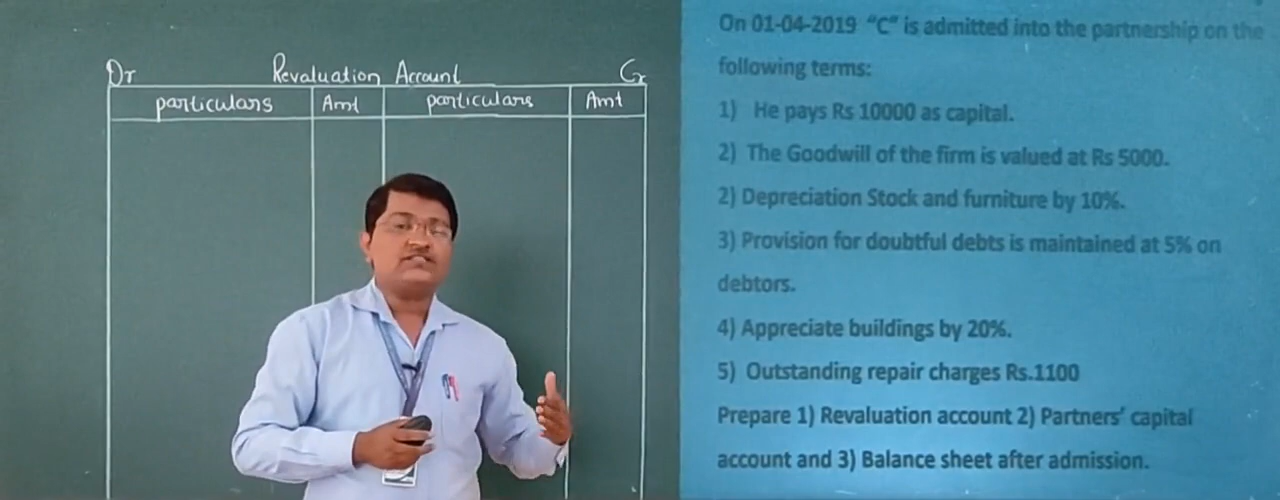 Dr Revaluation Account Cr
particulars Amt particulars Amt
On 01-04-2019 “C” is admitted into the partnership on the
following terms:
1) He pays Rs 10000 as capital.
2) The Goodwill of the firm is valued at Rs 5000.
2) Depreciation Stock and furniture by 10%.
3) Provision for doubtful debts is maintained at 5% on
debtors.
4) Appreciate buildings by 20%.
5) Outstanding repair charges Rs.1100
Prepare 1) Revaluation account 2) Partners’ capital
account and 3) Balance sheet after admission.